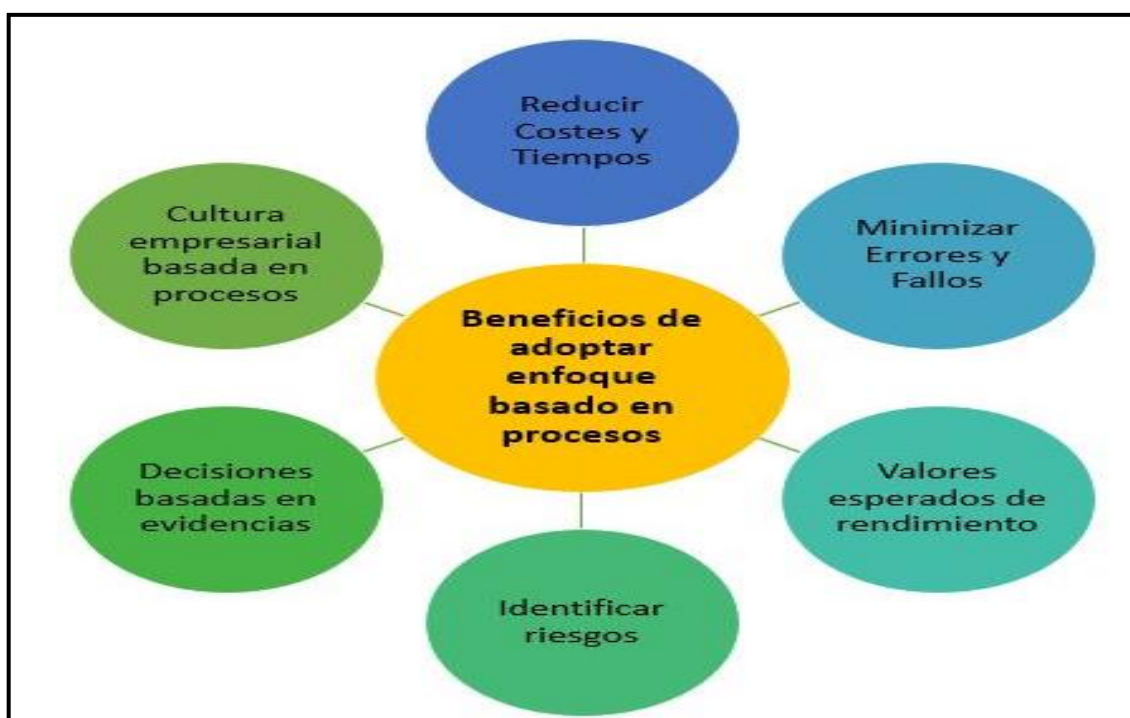 Reducir
Costes y
Tiempos
Minimizar
Errores y
Fallos
Valores
esperados de
rendimiento
Identificar
riesgos
Decisiones
basadas en
evidencias
Cultura
empresarial
basada en
procesos
Beneficios de
adoptar
enfoque
basado en
procesos